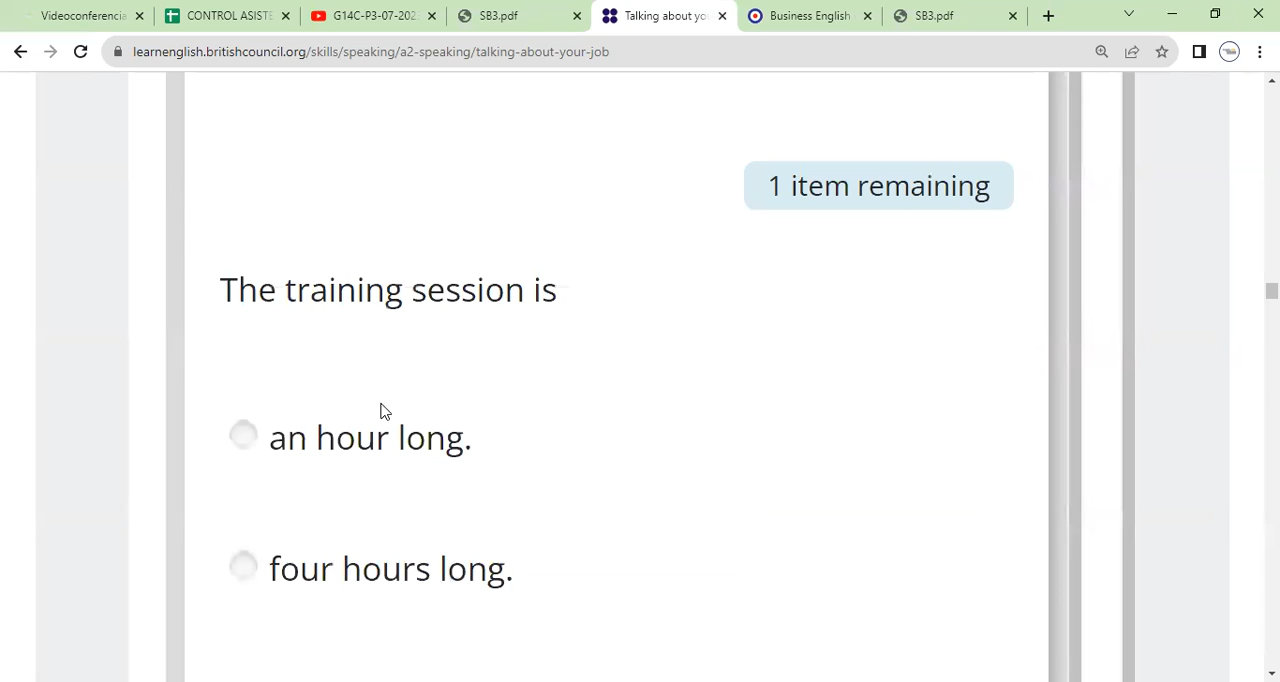 Videoconferencia
CONTROL ASISTE
G14C-P3-07-202
SB3.pdf
Talking about yo
Business English
SB3.pdf
learnenglish.britishcouncil.org/skills/speaking/a2-speaking/talking-about-your-job
1 item remaining
The training session is
an hour long.
four hours long.